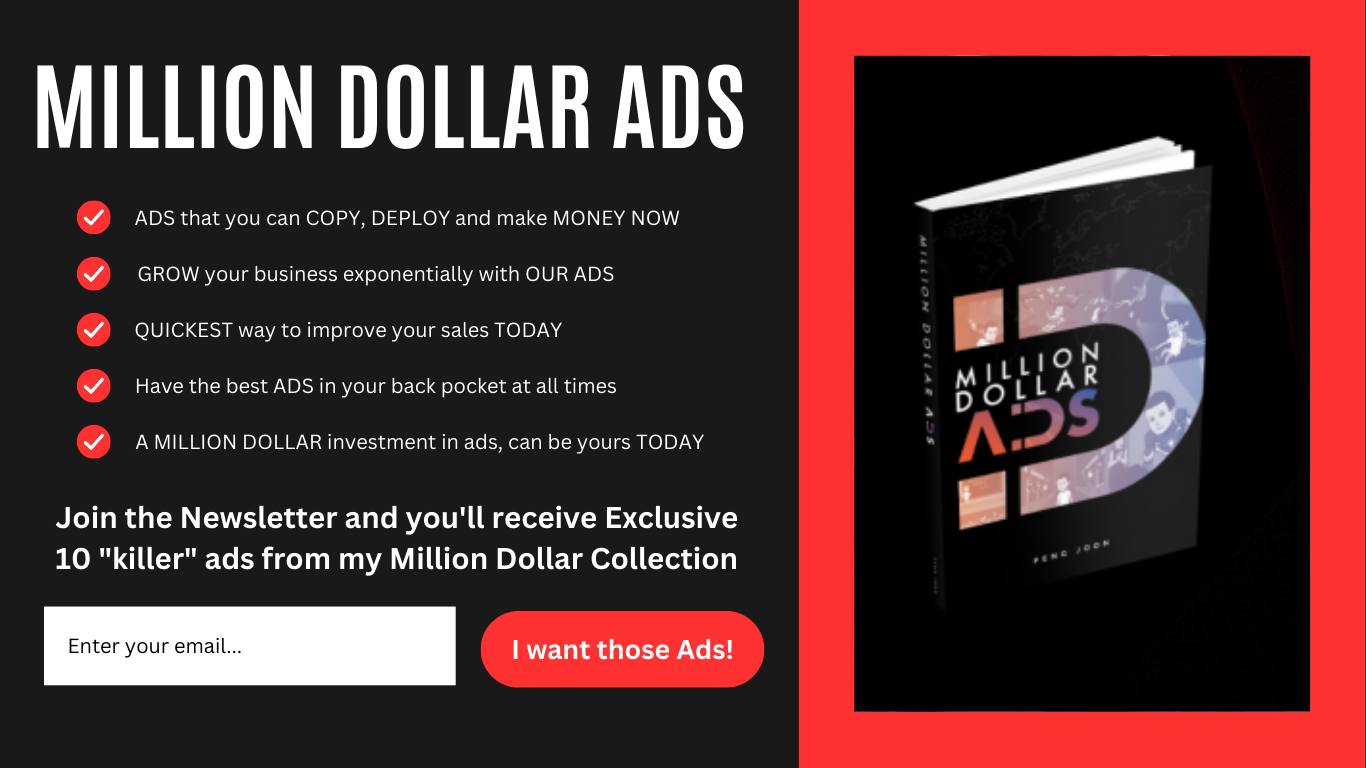 MILLION DOLLAR ADS
ADS that you can COPY, DEPLOY and make MONEY NOW
GROW your business exponentially with OUR ADS
QUICKEST way to improve your sales TODAY
Have the best ADS in your back pocket at all times
A MILLION DOLLAR investment in ads, can be yours TODAY
Join the Newsletter and you'll receive Exclusive
10 "killer" ads from my Million Dollar Collection
Enter your email...
I want those Ads!
MILLION DOLLAR ADS
MILLION
DOLLAR
ADS
PENG JOON